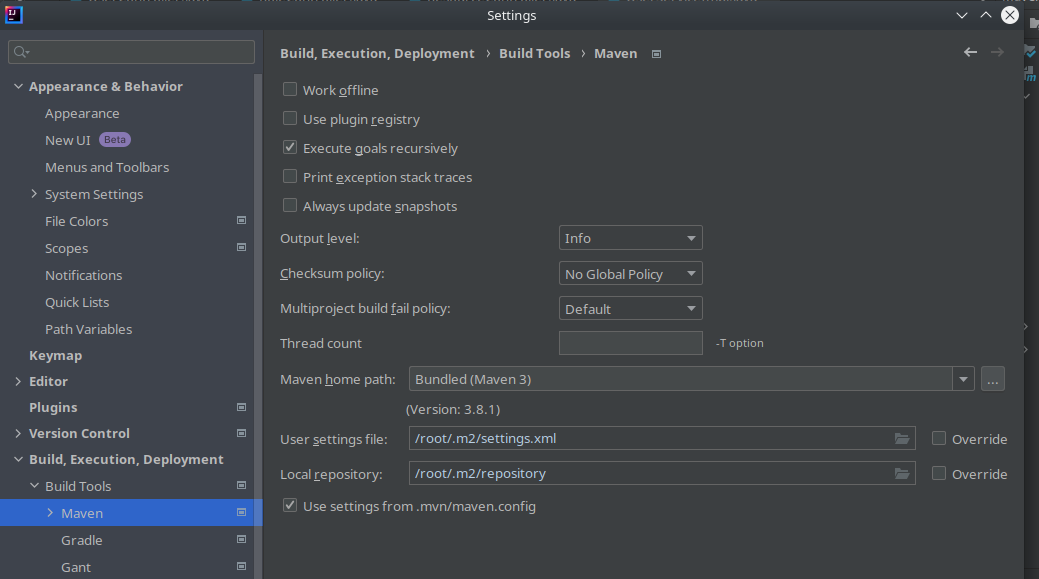 Settings
Appearance & Behavior
Appearance
New UI Beta
Menus and Toolbars
System Settings
File Colors
Scopes
Notifications
Quick Lists
Path Variables
Keymap
Editor
Plugins
Version Control
Build, Execution, Deployment
Build Tools
Maven
Gradle
Gant
Build, Execution, Deployment › Build Tools › Maven
Work offline
Use plugin registry
Execute goals recursively
Print exception stack traces
Always update snapshots
Output level: Info
Checksum policy: No Global Policy
Multiproject build fail policy: Default
Thread count -T option
Maven home path: Bundled (Maven 3) ...
(Version: 3.8.1)
User settings file: /root/.m2/settings.xml Override
Local repository: /root/.m2/repository Override
Use settings from .mvn/maven.config